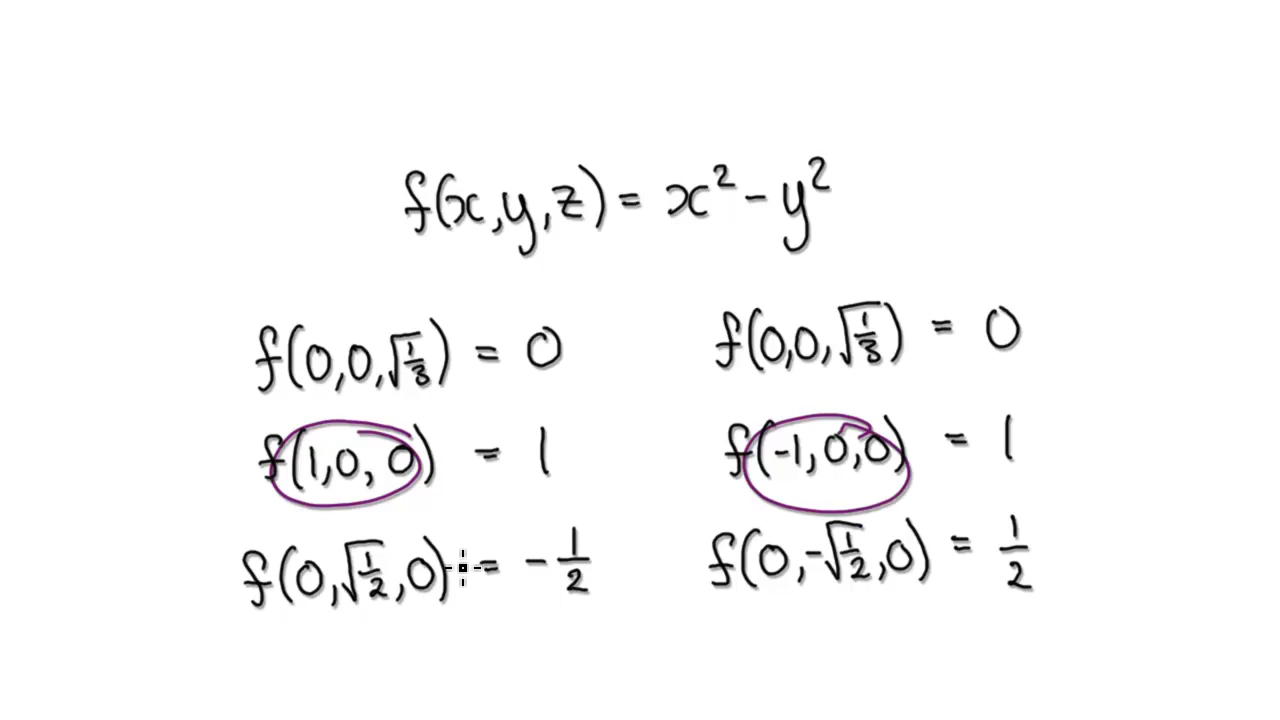 f(x,y,z) = x² - y²
f(0,0,√(1/3)) = 0
f(0,0,√(1/3)) = 0
f(1,0,0) = 1
f(-1,0,0) = 1
f(0,√(1/2),0) = -1/2
f(0,-√(1/2),0) = 1/2